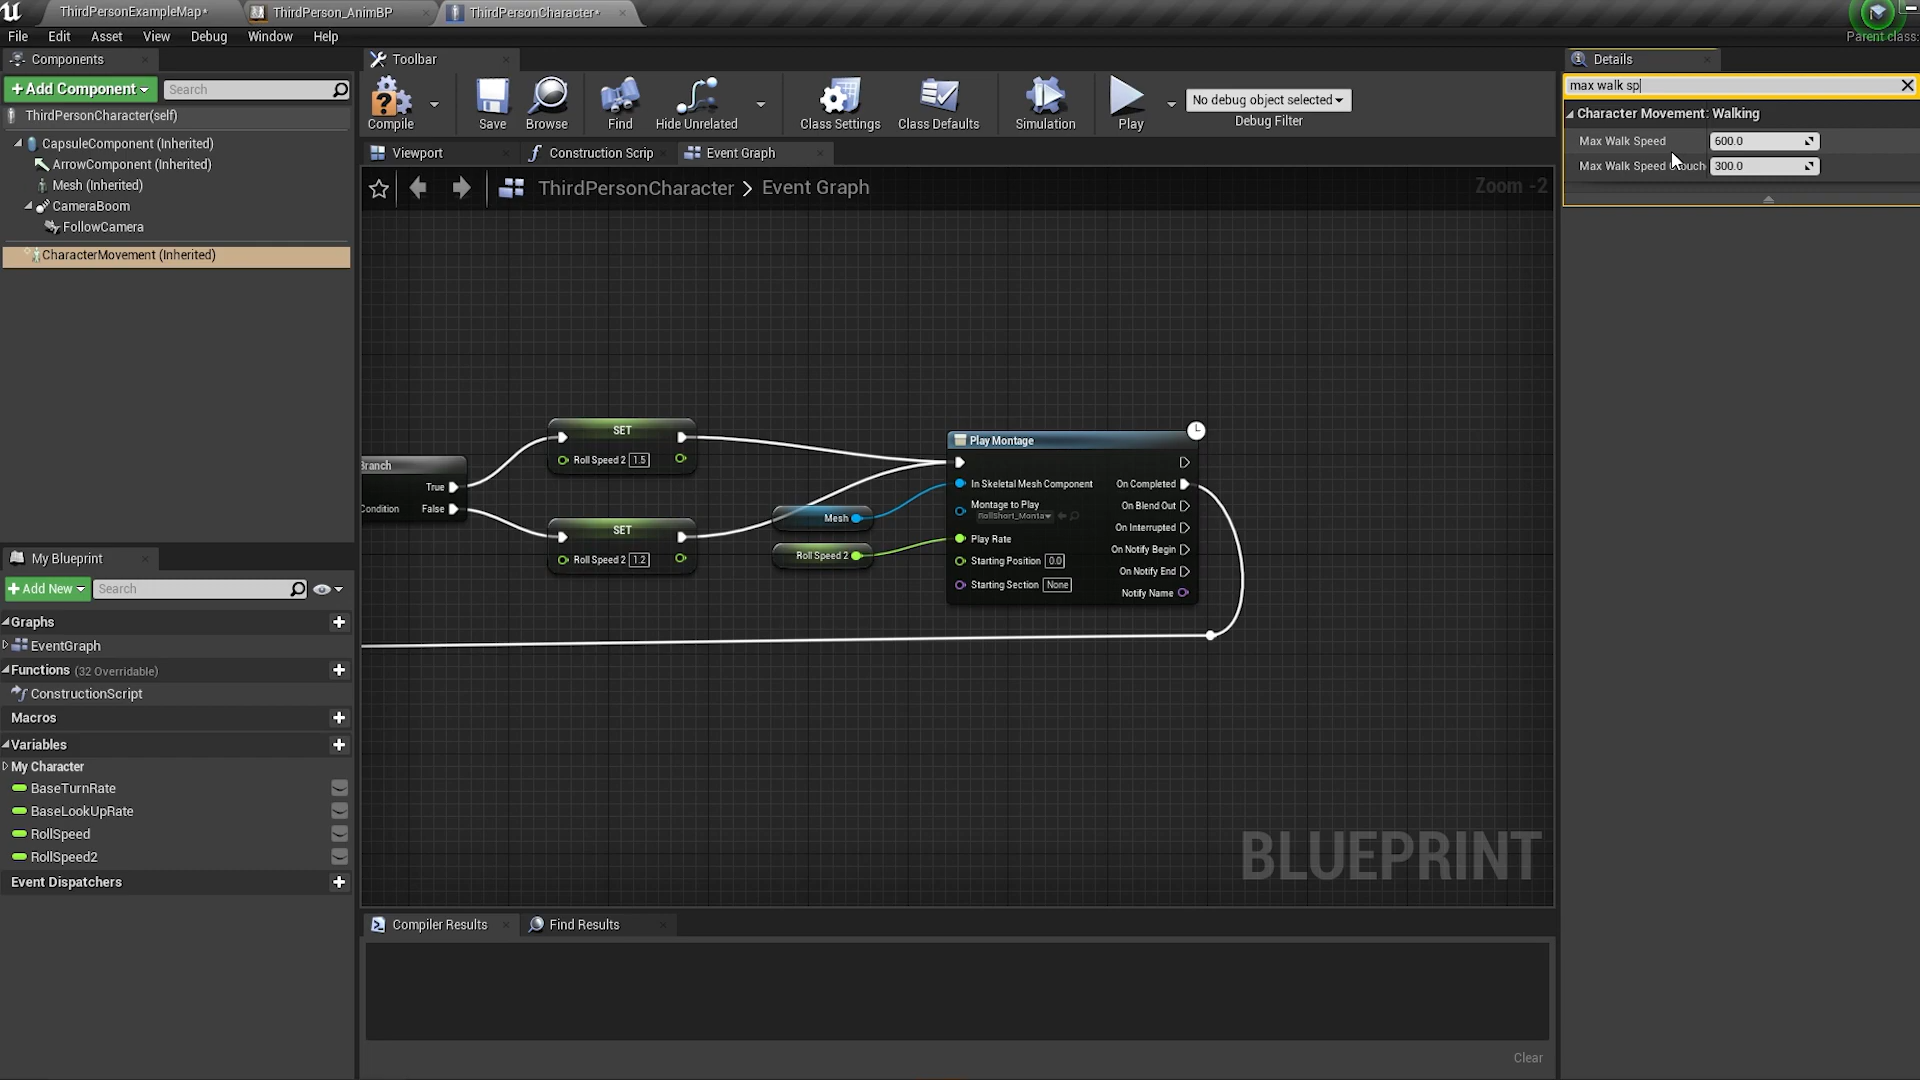 ThirdPersonExampleMap*
ThirdPerson_AnimBP
ThirdPersonCharacter*
Parent class:
File Edit Asset View Debug Window Help
Components
+Add Component
Search
ThirdPersonCharacter(self)
CapsuleComponent (Inherited)
ArrowComponent (Inherited)
Mesh (Inherited)
CameraBoom
FollowCamera
CharacterMovement (Inherited)
Toolbar
Compile
Save
Browse
Find
Hide Unrelated
Class Settings
Class Defaults
Simulation
Play
No debug object selected
Debug Filter
Viewport
Construction Scrip
Event Graph
ThirdPersonCharacter > Event Graph
Zoom -2
Branch
True
Condition False
SET
Roll Speed 2 1.5
SET
Roll Speed 2 1.2
Mesh
Roll Speed 2
Play Montage
In Skeletal Mesh Component On Completed
Montage to Play On Blend Out
RollShort_Monta
On Interrupted
Play Rate On Notify Begin
Starting Position 0.0 On Notify End
Starting Section None Notify Name
BLUEPRINT
Details
max walk sp
Character Movement: Walking
Max Walk Speed 600.0
Max Walk Speed Crouch 300.0
My Blueprint
+Add New
Search
Graphs
EventGraph
Functions (32 Overridable)
ConstructionScript
Macros
Variables
My Character
BaseTurnRate
BaseLookUpRate
RollSpeed
RollSpeed2
Event Dispatchers
Compiler Results
Find Results
Clear